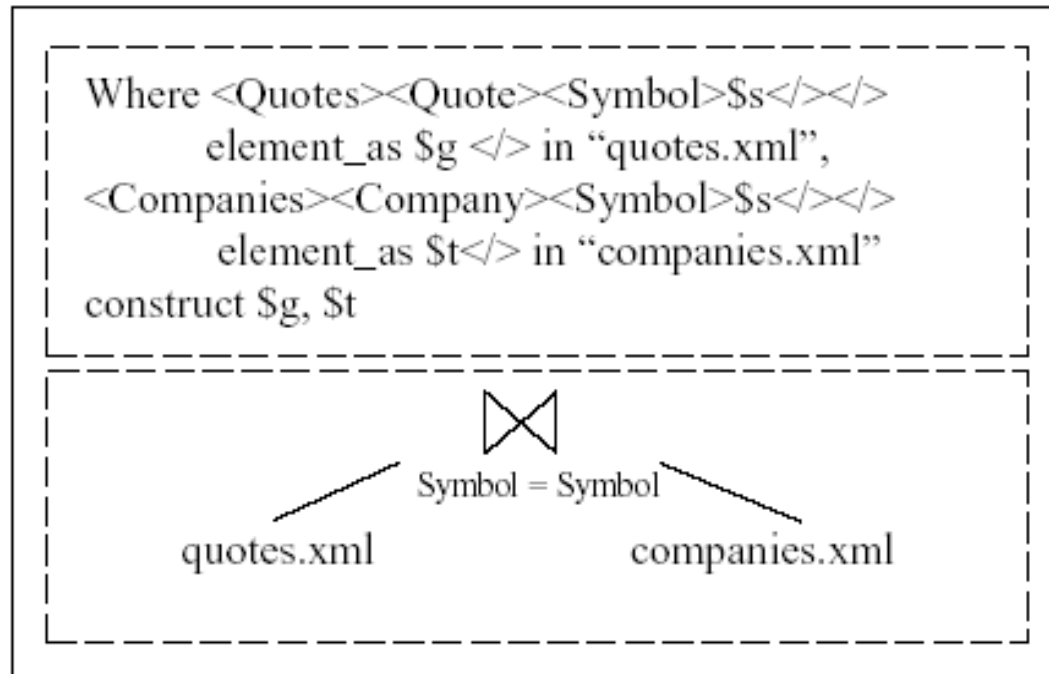 Where <Quotes><Quote><Symbol>$s</></>
element_as $g </> in “quotes.xml”,
<Companies><Company><Symbol>$s</></>
element_as $t</> in “companies.xml”
construct $g, $t
Symbol = Symbol
quotes.xml companies.xml